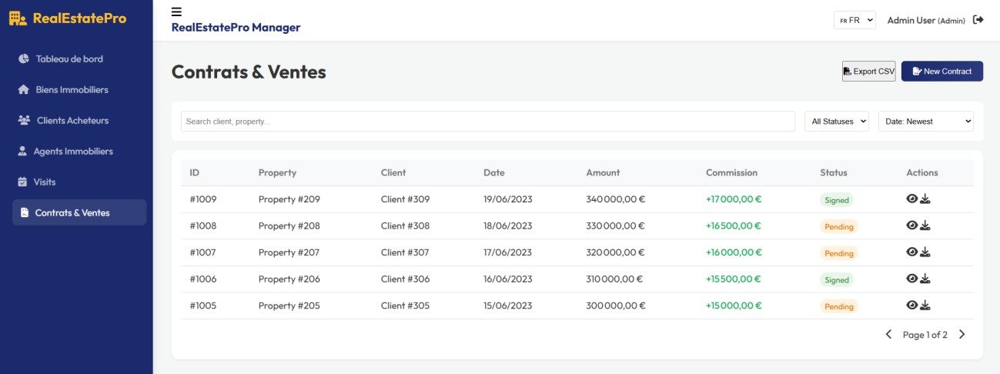 RealEstatePro
Tableau de bord
Biens Immobiliers
Clients Acheteurs
Agents Immobiliers
Visits
Contrats & Ventes
RealEstatePro Manager
FR FR
Admin User (Admin)
Contrats & Ventes
Export CSV
New Contract
Search client, property...
All Statuses
Date: Newest
ID Property Client Date Amount Commission Status Actions
#1009 Property #209 Client #309 19/06/2023 340 000,00 € +17 000,00 € Signed
#1008 Property #208 Client #308 18/06/2023 330 000,00 € +16 500,00 € Pending
#1007 Property #207 Client #307 17/06/2023 320 000,00 € +16 000,00 € Pending
#1006 Property #206 Client #306 16/06/2023 310 000,00 € +15 500,00 € Signed
#1005 Property #205 Client #305 15/06/2023 300 000,00 € +15 000,00 € Pending
Page 1 of 2